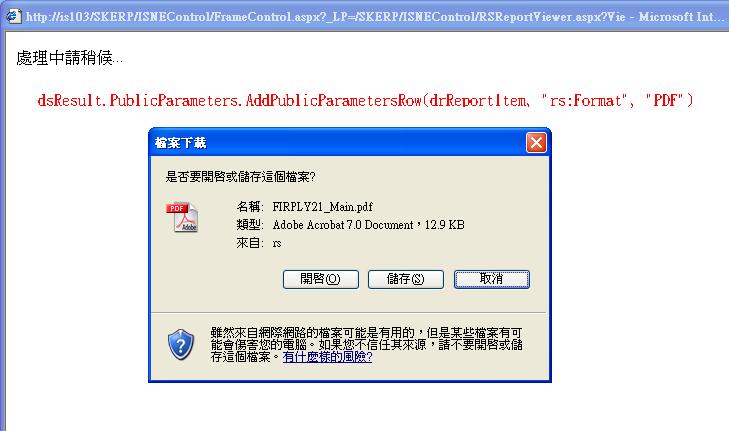 http://is103/SKERP/ISNEControl/FrameControl.aspx?_LP=/SKERP/ISNEControl/RSReportViewer.aspx?Vie - Microsoft Int...
處理中請稍候...
dsResult.PublicParameters.AddPublicParametersRow(drReportItem, "rs:Format", "PDF")
檔案下載
是否要開啓或儲存這個檔案?
PDF
Adobe
名稱: FIRPLY21_Main.pdf
類型: Adobe Acrobat 7.0 Document，12.9 KB
來自: rs
開啓(O) 儲存(S) 取消
雖然來自網際網路的檔案可能是有用的，但是某些檔案有可
能會傷害您的電腦。如果您不信任其來源，請不要開啓或儲
存這個檔案。有什麼樣的風險?